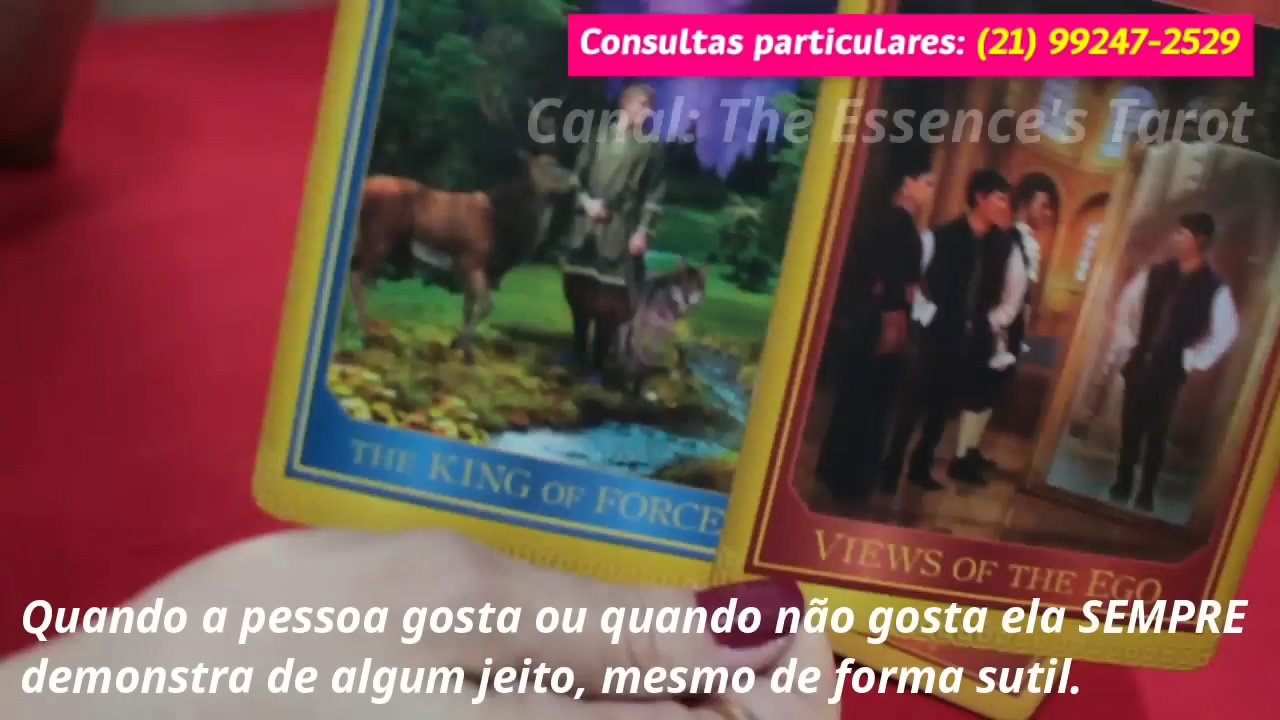 Consultas particulares: (21) 99247-2529
Canal: The Essence's Tarot
THE KING OF FORCE
VIEWS OF THE EGO
Quando a pessoa gosta ou quando não gosta ela SEMPRE
demonstra de algum jeito, mesmo de forma sutil.